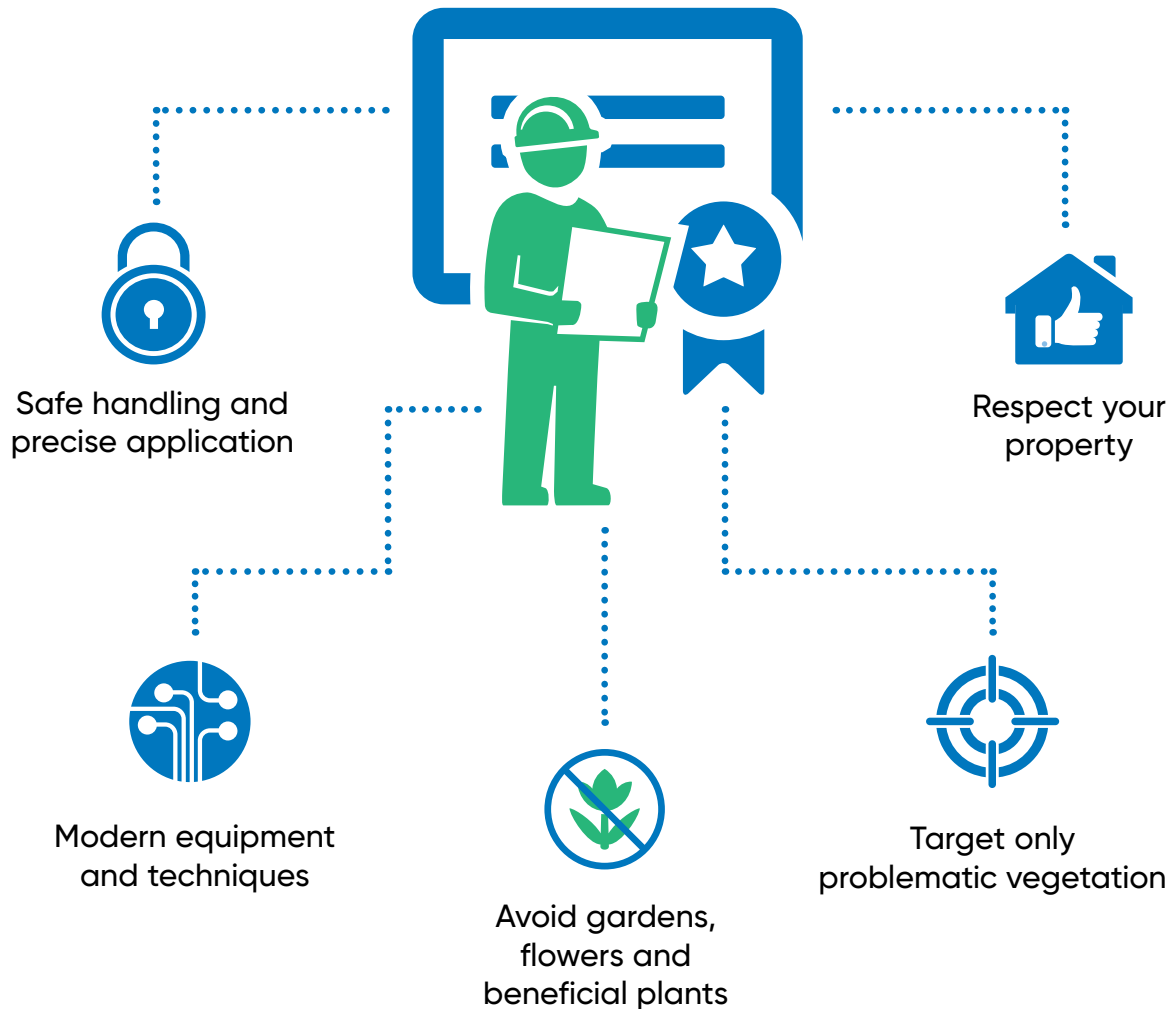 Safe handling and
precise application
Respect your
property
Modern equipment
and techniques
Avoid gardens,
flowers and
beneficial plants
Target only
problematic vegetation